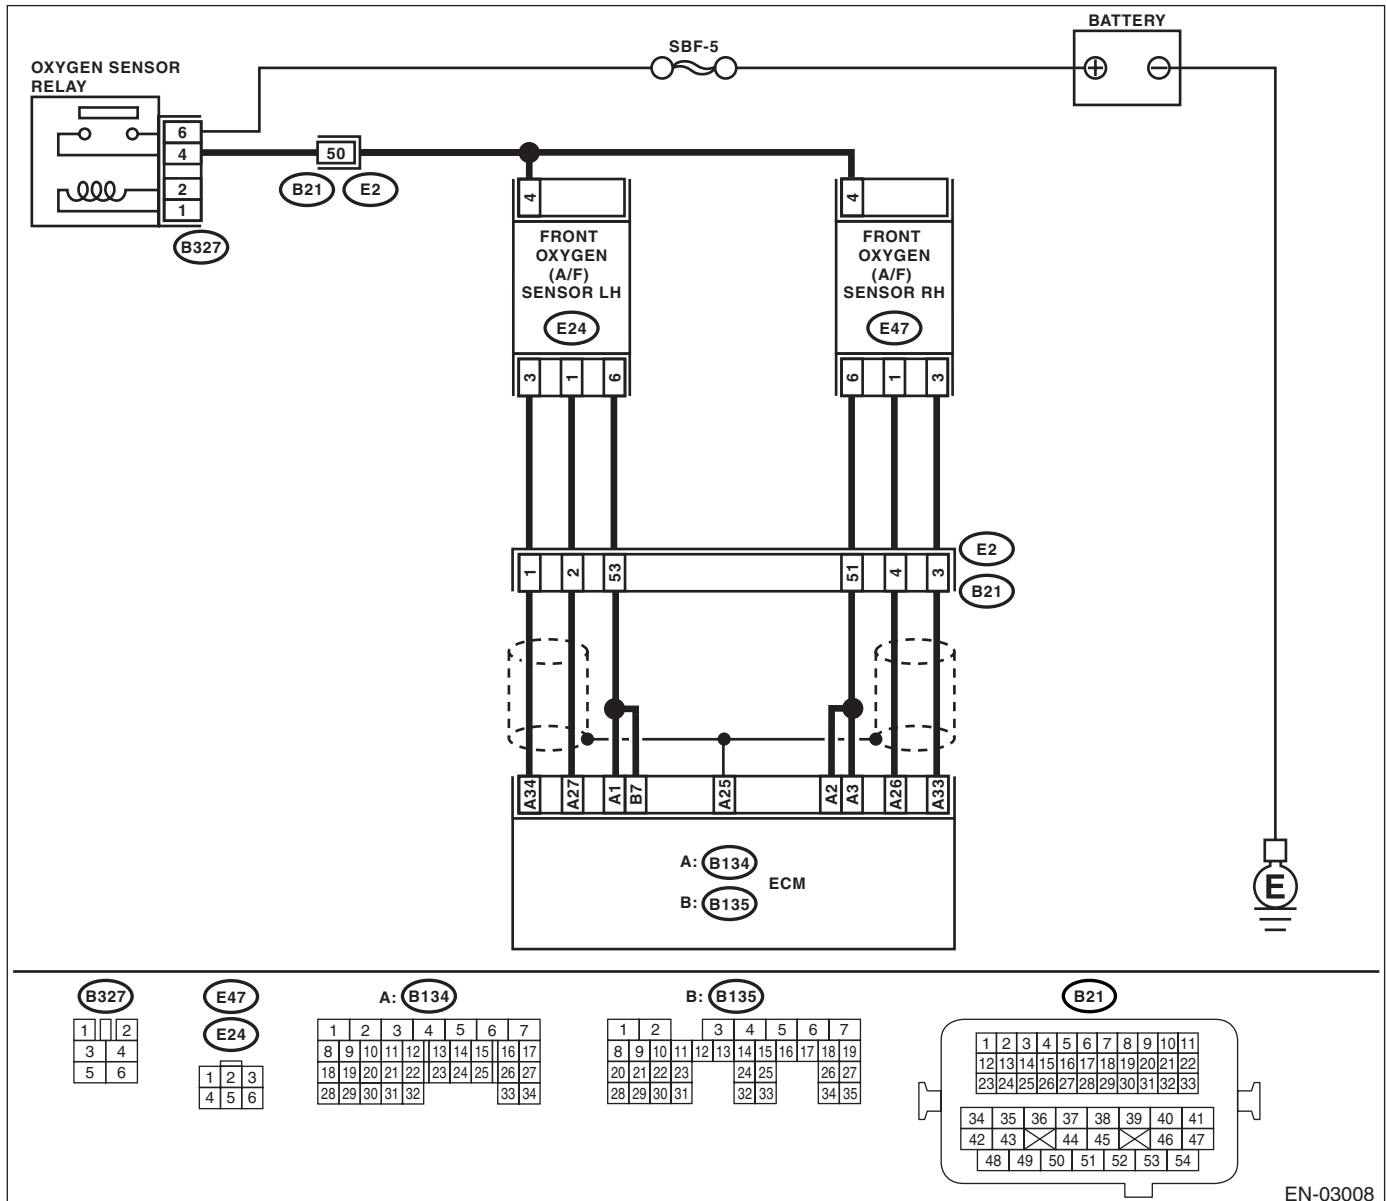 BATTERY
SBF-5
OXYGEN SENSOR
RELAY
6
4
2
1
B327
50
B21 E2
4
FRONT
OXYGEN
(A/F)
SENSOR LH
E24
3 1 6
4
FRONT
OXYGEN
(A/F)
SENSOR RH
E47
6 1 3
E2
1 2 53 51 4 3
B21
A34 A27 A1 B7 A25 A2 A3 A26 A33
A: B134
ECM
B: B135
E
B327
1 2
3 4
5 6
E47
E24
1 2 3
4 5 6
A: B134
1 2 3 4 5 6 7
8 9 10 11 12 13 14 15 16 17
18 19 20 21 22 23 24 25 26 27
28 29 30 31 32 33 34
B: B135
1 2 3 4 5 6 7
8 9 10 11 12 13 14 15 16 17 18 19
20 21 22 23 24 25 26 27
28 29 30 31 32 33 34 35
B21
1 2 3 4 5 6 7 8 9 10 11
12 13 14 15 16 17 18 19 20 21 22
23 24 25 26 27 28 29 30 31 32 33
34 35 36 37 38 39 40 41
42 43 44 45 46 47
48 49 50 51 52 53 54
EN-03008